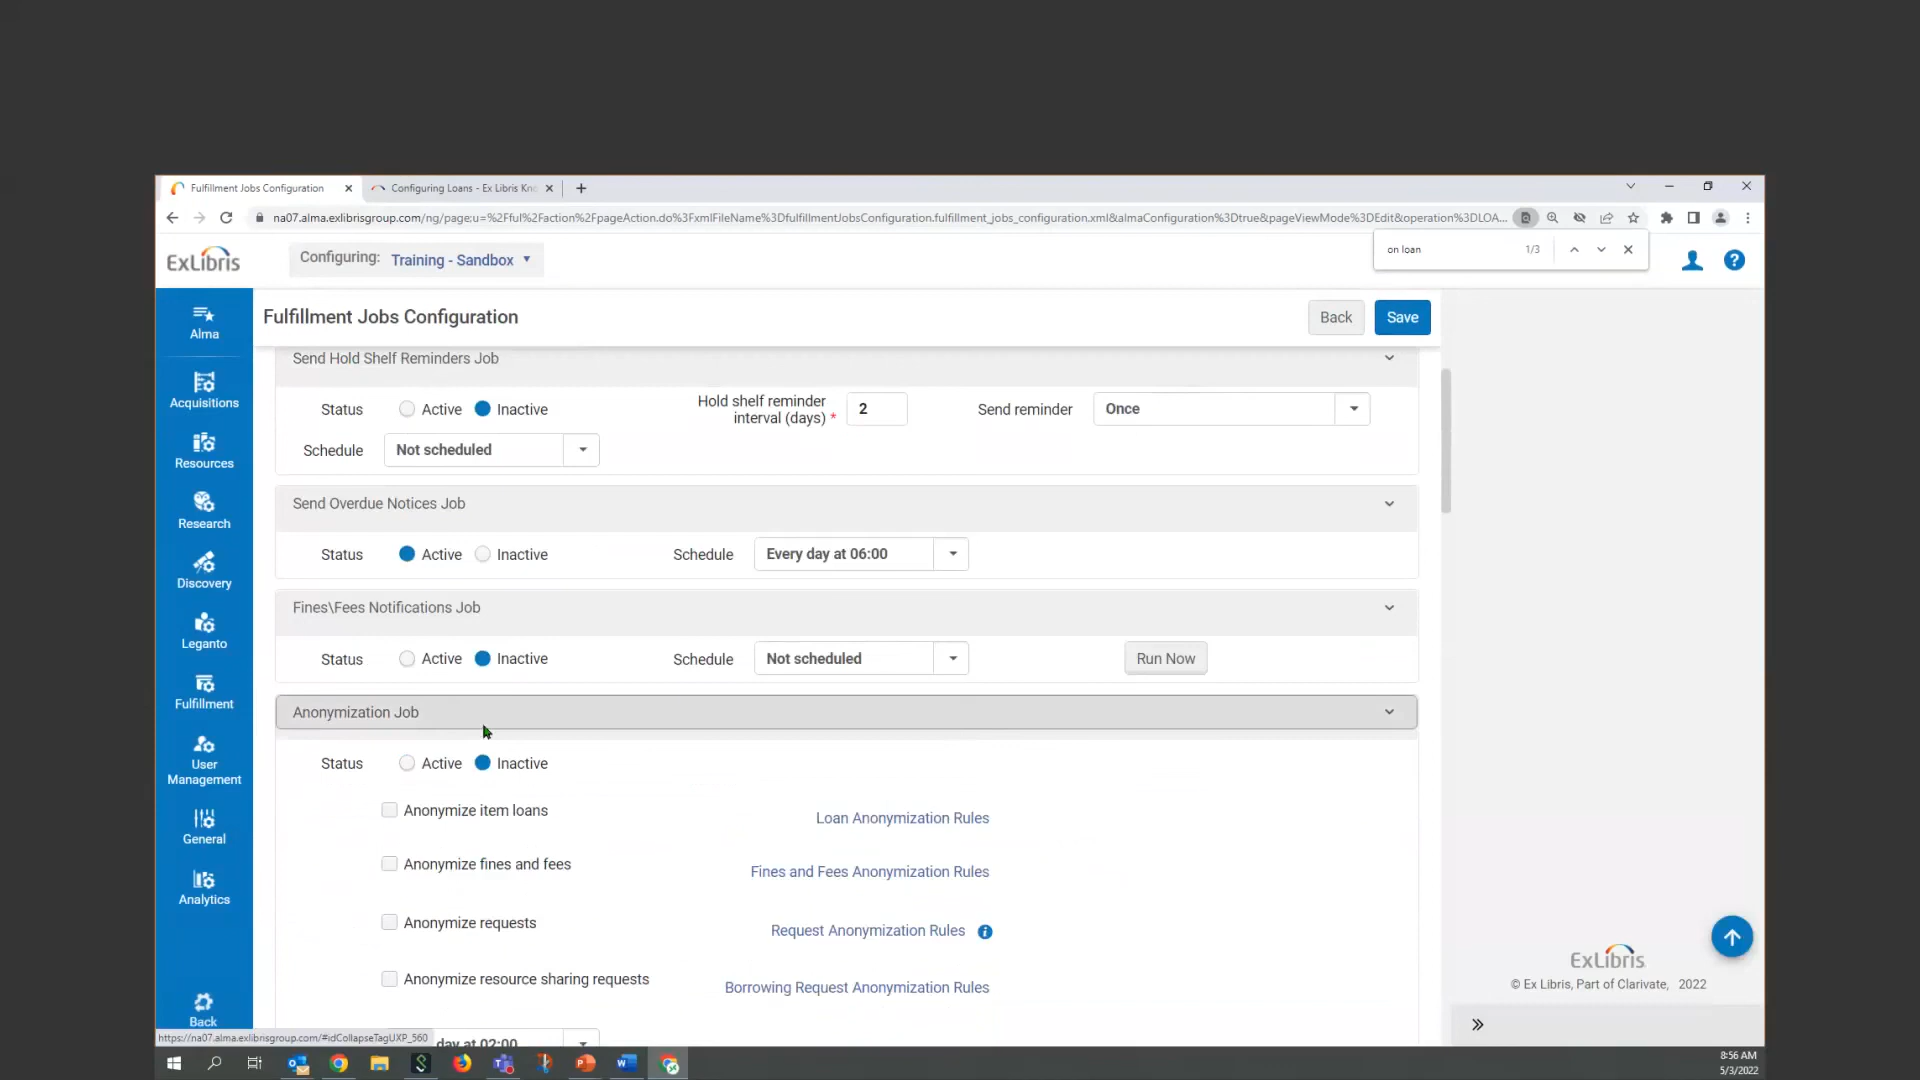 Fulfillment Jobs Configuration
Configuring Loans - Ex Libris Kno
na07.alma.exlibrisgroup.com/ng/page;u=%2Fful%2Faction%2FpageAction.do%3FxmlFileName%3DfulfillmentJobsConfiguration.fulfillment_jobs_configuration.xml&almaConfiguration%3Dtrue&pageViewMode%3DEdit&operation%3DLOA...
on loan 1/3
ExLibris
Configuring: Training - Sandbox
Alma
Acquisitions
Resources
Research
Discovery
Leganto
Fulfillment
User Management
General
Analytics
Back
Fulfillment Jobs Configuration
Back Save
Send Hold Shelf Reminders Job
Status Active Inactive
Hold shelf reminder
interval (days) * 2
Send reminder Once
Schedule Not scheduled
Send Overdue Notices Job
Status Active Inactive Schedule Every day at 06:00
Fines\Fees Notifications Job
Status Active Inactive Schedule Not scheduled Run Now
Anonymization Job
Status Active Inactive
Anonymize item loans Loan Anonymization Rules
Anonymize fines and fees Fines and Fees Anonymization Rules
Anonymize requests Request Anonymization Rules
Anonymize resource sharing requests Borrowing Request Anonymization Rules
day at 02:00
ExLibris
© Ex Libris, Part of Clarivate, 2022
https://na07.alma.exlibrisgroup.com/#idCollapseTagUXP_560
8:56 AM
5/3/2022